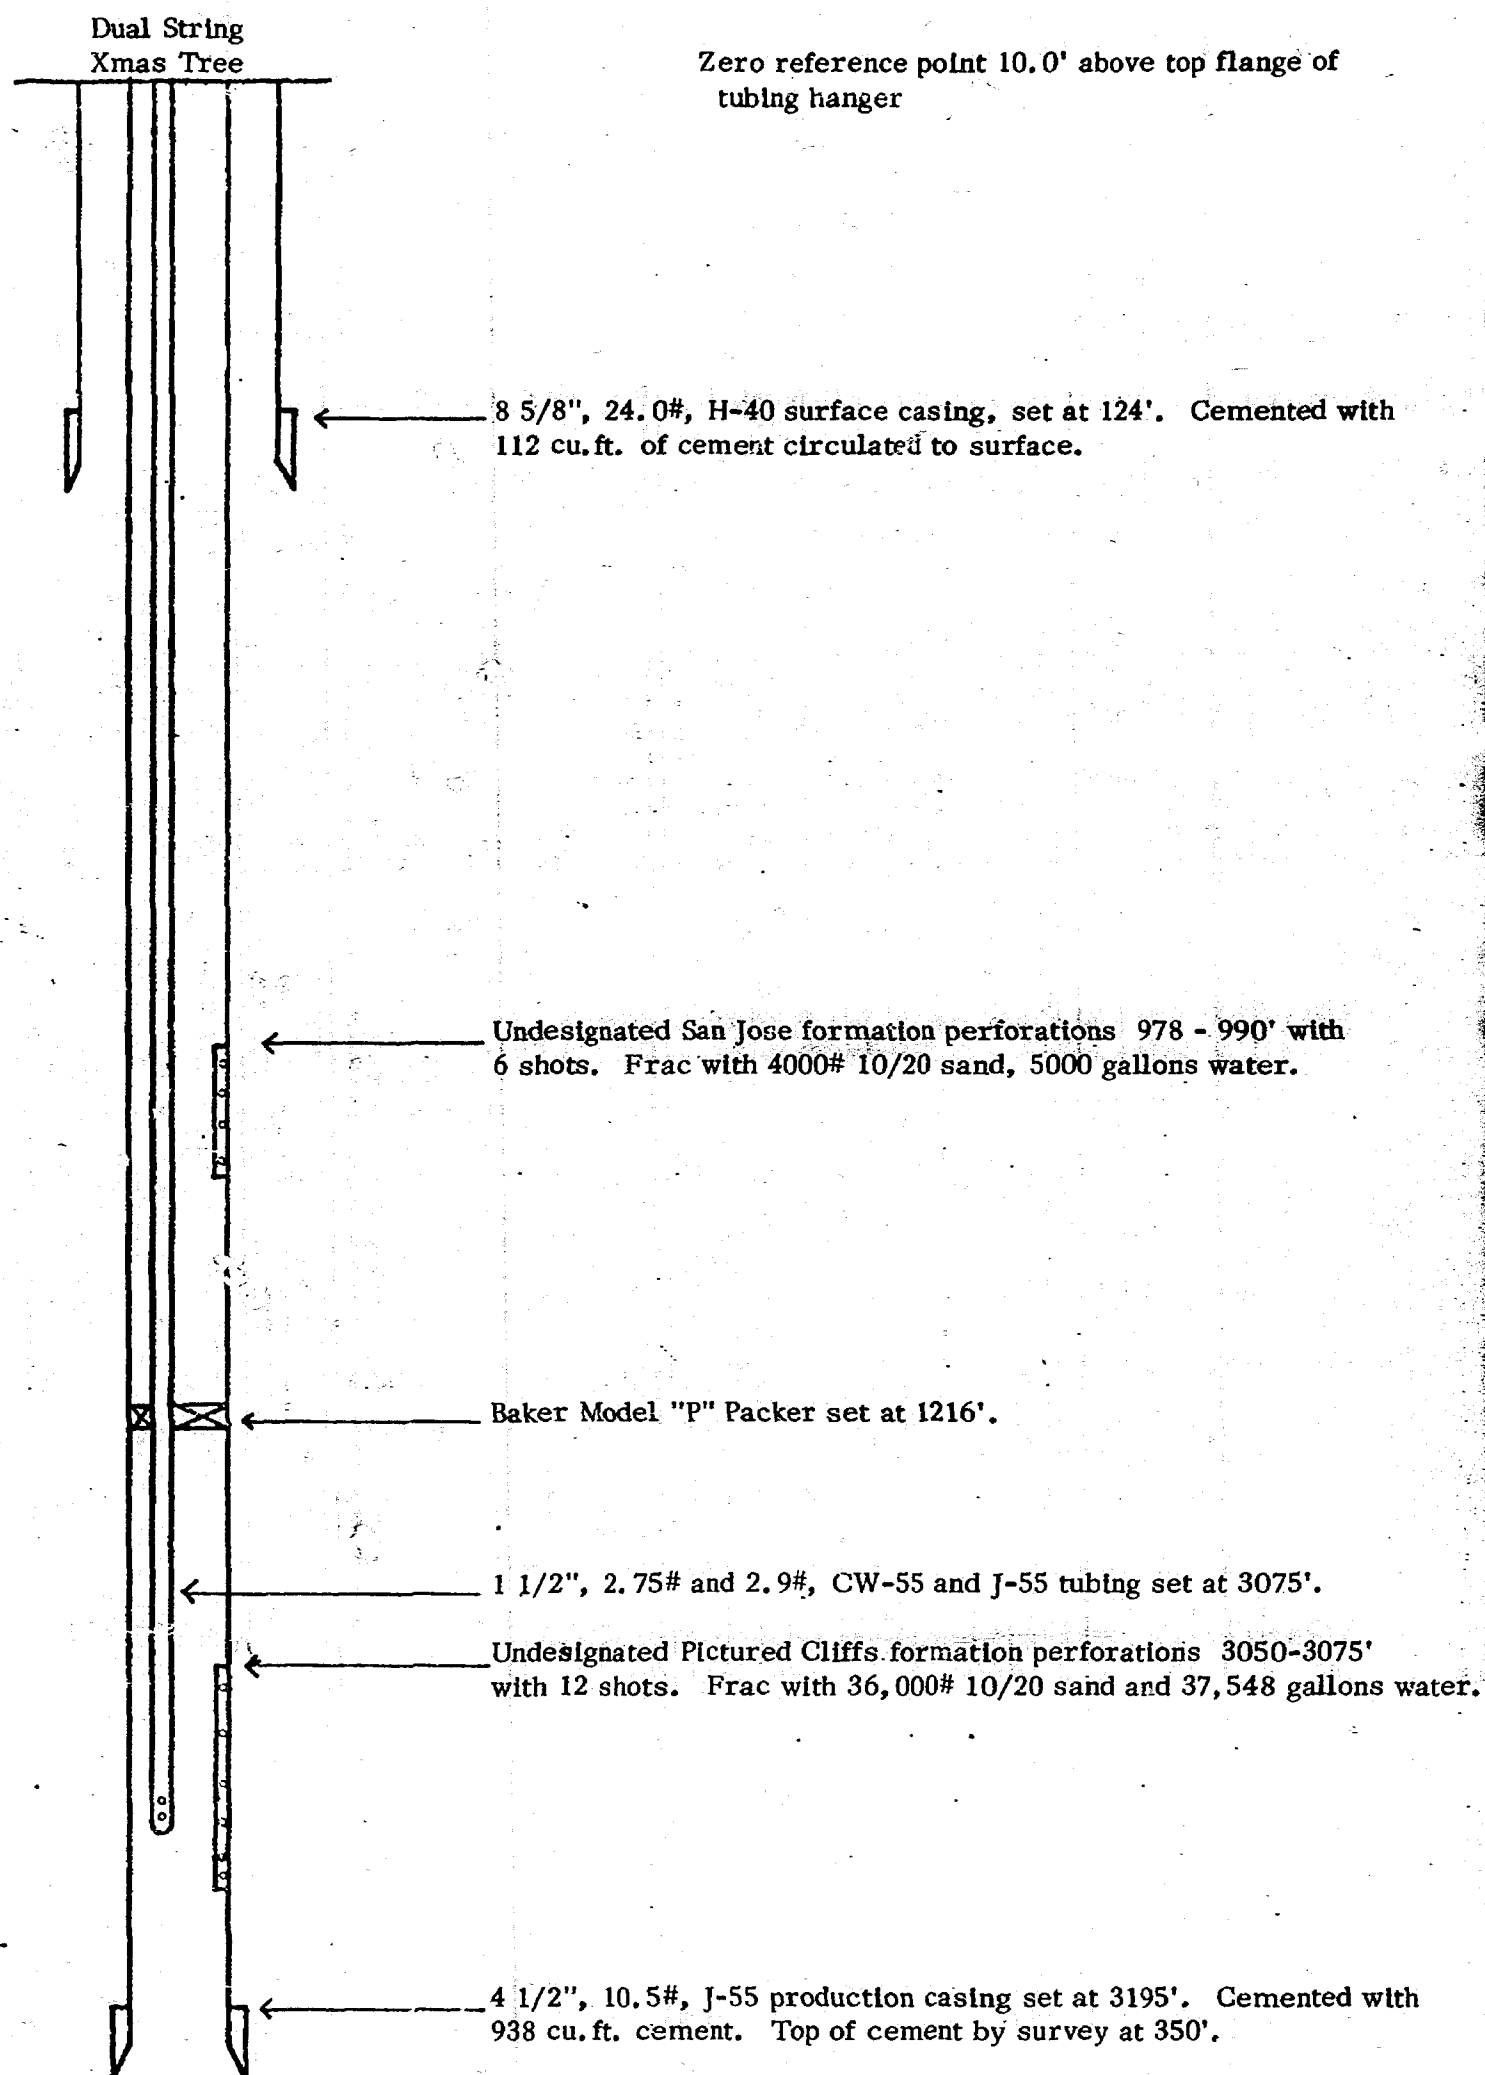 Dual String
Xmas Tree
Zero reference point 10.0' above top flange of
tubing hanger
8 5/8", 24.0#, H-40 surface casing, set at 124'. Cemented with
112 cu.ft. of cement circulated to surface.
Undesignated San Jose formation perforations 978 - 990' with
6 shots. Frac with 4000# 10/20 sand, 5000 gallons water.
Baker Model "P" Packer set at 1216'.
1 1/2", 2.75# and 2.9#, CW-55 and J-55 tubing set at 3075'.
Undesignated Pictured Cliffs formation perforations 3050-3075'
with 12 shots. Frac with 36,000# 10/20 sand and 37,548 gallons water.
4 1/2", 10.5#, J-55 production casing set at 3195'. Cemented with
938 cu.ft. cement. Top of cement by survey at 350'.